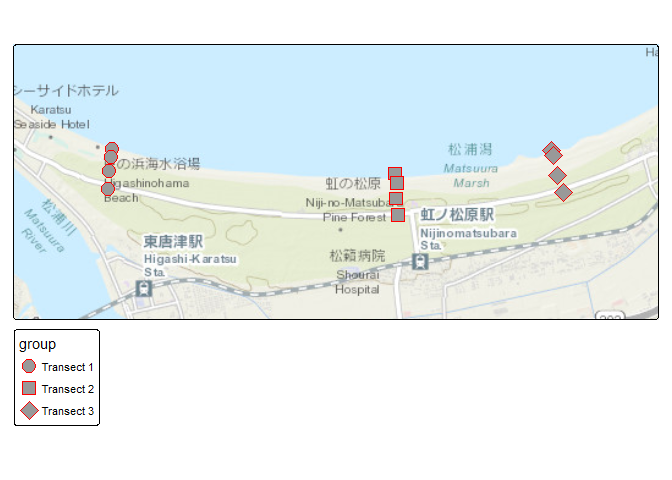 Ha
シーサイドホテル
Karatsu
Seaside Hotel
の浜海水浴場
Higashinohama
Beach
松浦潟
Matsuura
Marsh
虹の松原
Niji-no-Matsuba
Pine Forest
虹ノ松原駅
Nijinomatsubara
Sta.
松浦川
Matsuura
River
東唐津駅
Higashi-Karatsu
Sta.
松籟病院
Shourai
Hospital
group
Transect 1
Transect 2
Transect 3